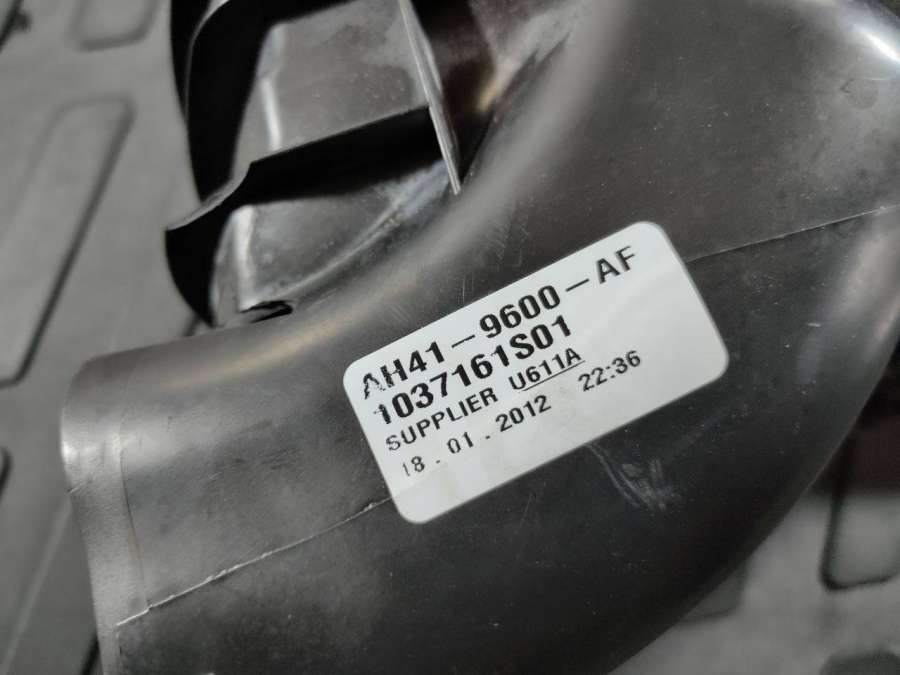 AH41-9600-AF
1037161S01
SUPPLIER U611A
18.01.2012 22:36